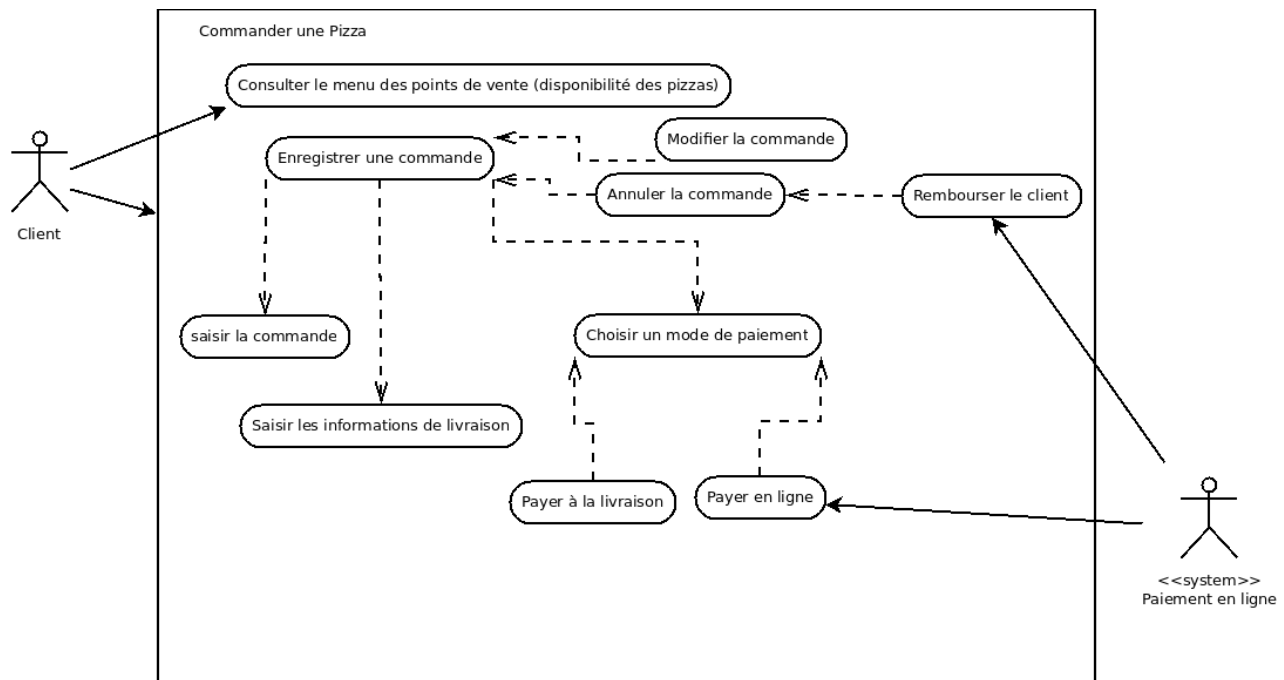 Commander une Pizza
Consulter le menu des points de vente (disponibilité des pizzas)
Modifier la commande
Enregistrer une commande
Annuler la commande
Rembourser le client
Client
saisir la commande
Choisir un mode de paiement
Saisir les informations de livraison
Payer à la livraison
Payer en ligne
<<system>>
Paiement en ligne